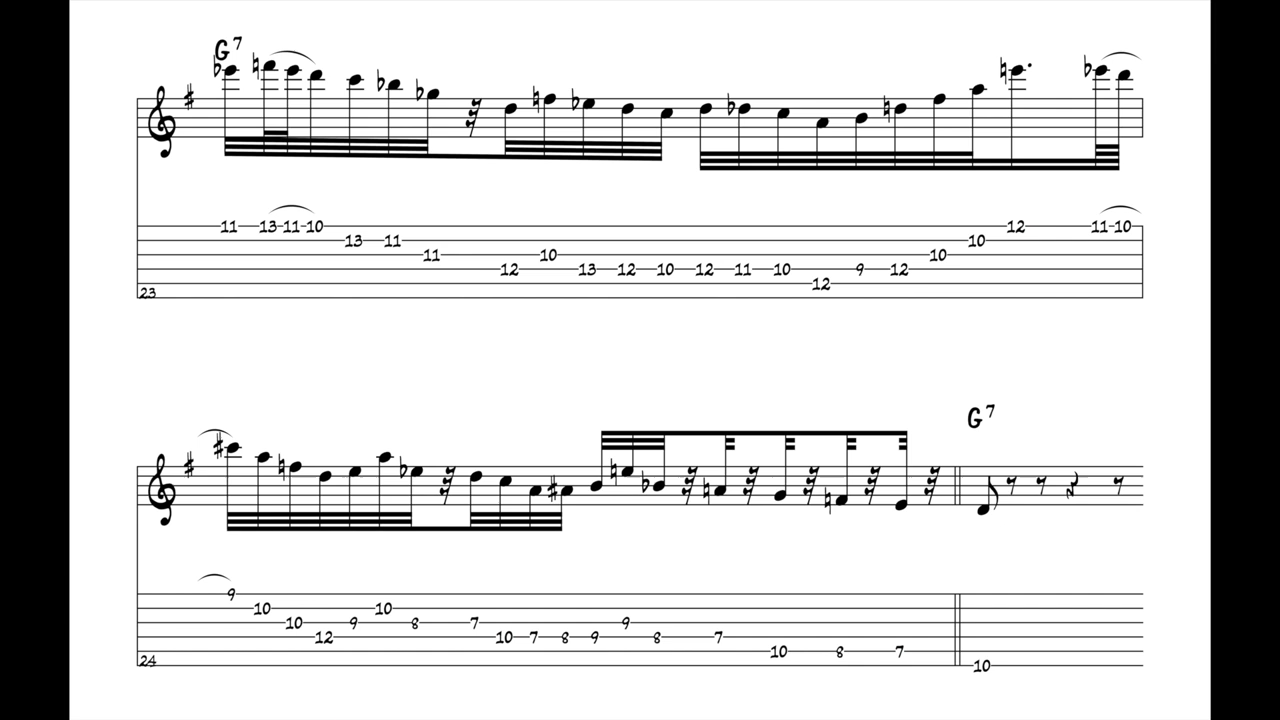 G7
11 13 11 10 12
11 10
13 11 10
11 10 10
12 13 12 10 12 11 10 9 12
12
23
G7
9
10 10
10 9 8 7 9
12 10 7 8 9 8 7
10 8 7
24
10